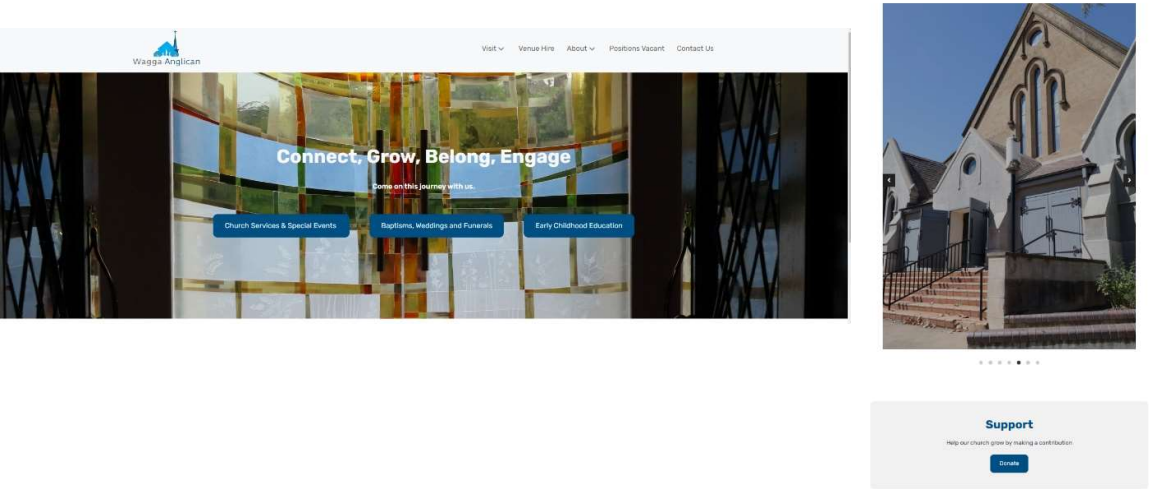 Wagga Anglican
Visit
Venue Hire
About
Positions Vacant
Contact Us
Connect, Grow, Belong, Engage
Come on this journey with us.
Church Services & Special Events
Baptisms, Weddings and Funerals
Early Childhood Education
Support
Help our church grow by making a contribution
Donate